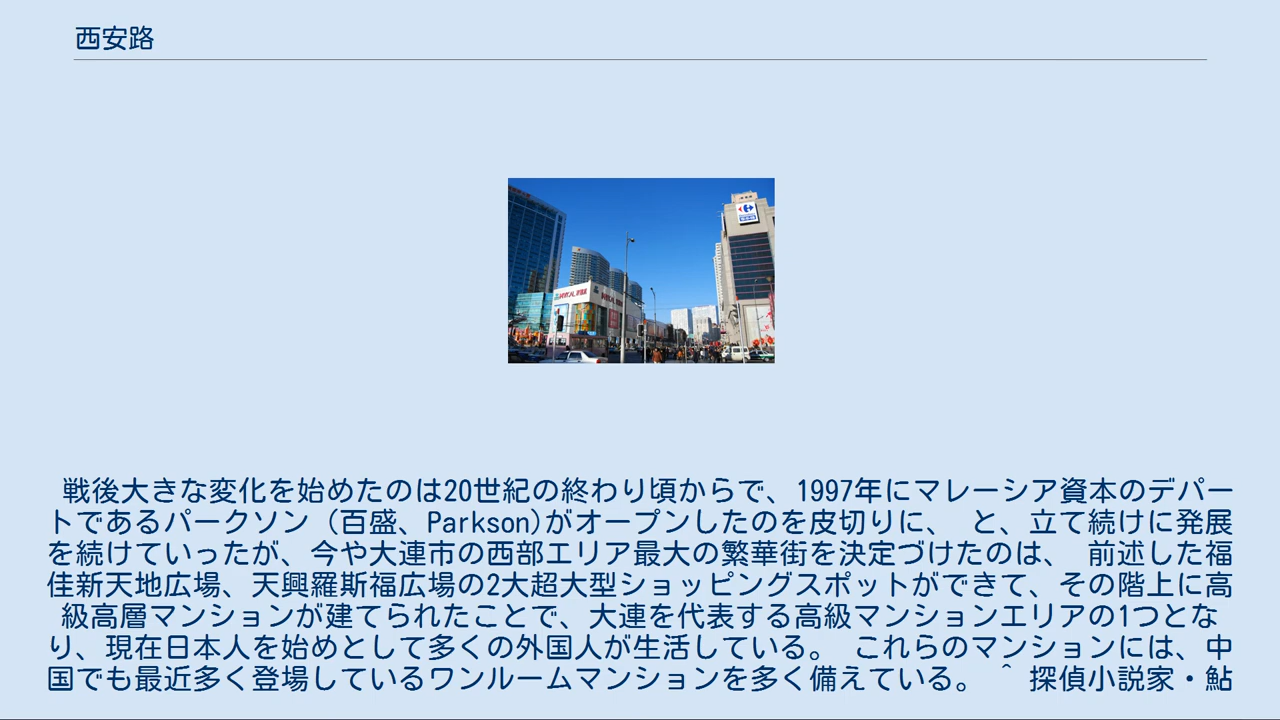 西安路
戦後大きな変化を始めたのは20世紀の終わり頃からで、1997年にマレーシア資本のデパー
トであるパークソン (百盛、Parkson)がオープンしたのを皮切りに、 と、立て続けに発展
を続けていったが、今や大連市の西部エリア最大の繁華街を決定づけたのは、 前述した福
佳新天地広場、天興羅斯福広場の2大超大型ショッピングスポットができて、その階上に高
級高層マンションが建てられたことで、大連を代表する高級マンションエリアの1つとな
り、現在日本人を始めとして多くの外国人が生活している。 これらのマンションには、中
国でも最近多く登場しているワンルームマンションを多く備えている。 ^ 探偵小説家・鮎